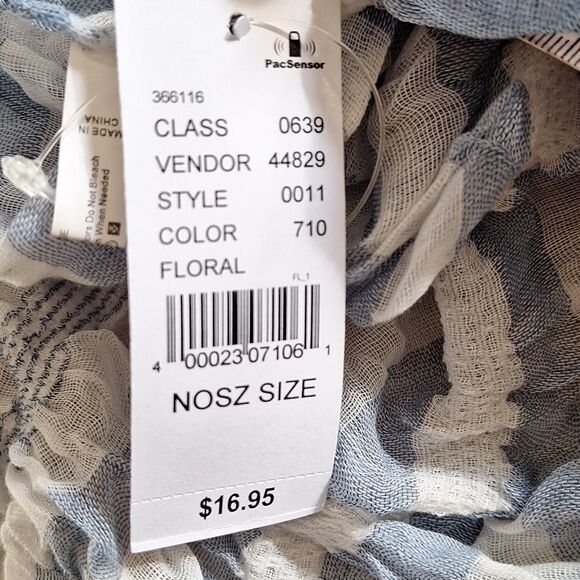 PacSensor
366116
CLASS 0639
VENDOR 44829
STYLE 0011
COLOR 710
FLORAL
FL_1
4 00023 07106 1
NOSZ SIZE
$16.95
MADE IN
CHINA
Do Not Bleach
When Needed